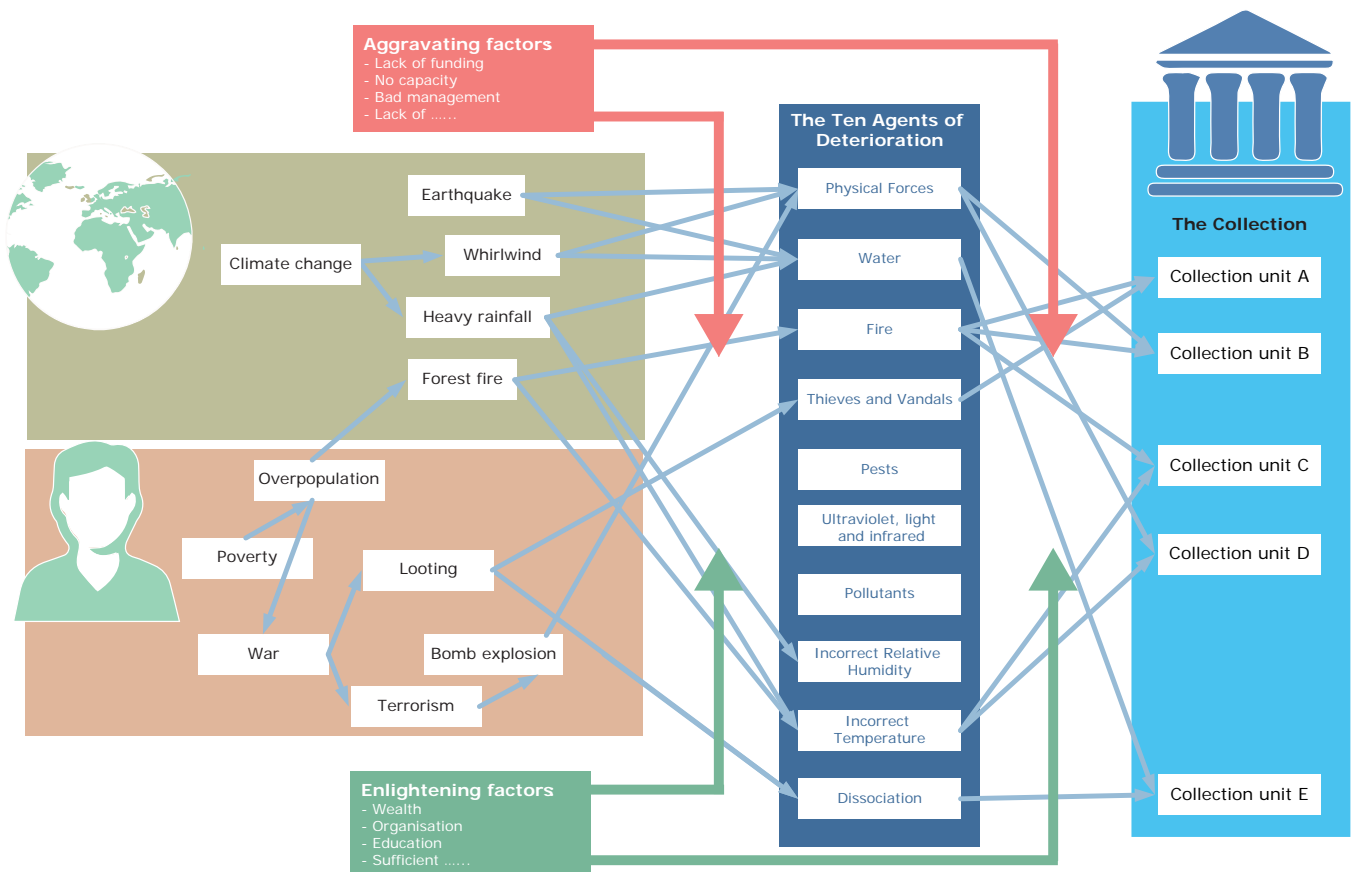 Aggravating factors
- Lack of funding
- No capacity
- Bad management
- Lack of ......
Earthquake
Whirlwind
Climate change
Heavy rainfall
Forest fire
Overpopulation
Poverty
Looting
War
Bomb explosion
Terrorism
Enlightening factors
- Wealth
- Organisation
- Education
- Sufficient ......
The Ten Agents of
Deterioration
Physical Forces
Water
Fire
Thieves and Vandals
Pests
Ultraviolet, light
and infrared
Pollutants
Incorrect Relative
Humidity
Incorrect
Temperature
Dissociation
The Collection
Collection unit A
Collection unit B
Collection unit C
Collection unit D
Collection unit E